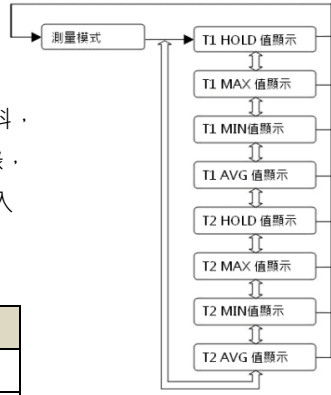 測量模式
T1 HOLD 值顯示
T1 MAX 值顯示
料，
T1 MIN值顯示
，
T1 AVG 值顯示
入
T2 HOLD 值顯示
T2 MAX 值顯示
T2 MIN值顯示
T2 AVG 值顯示